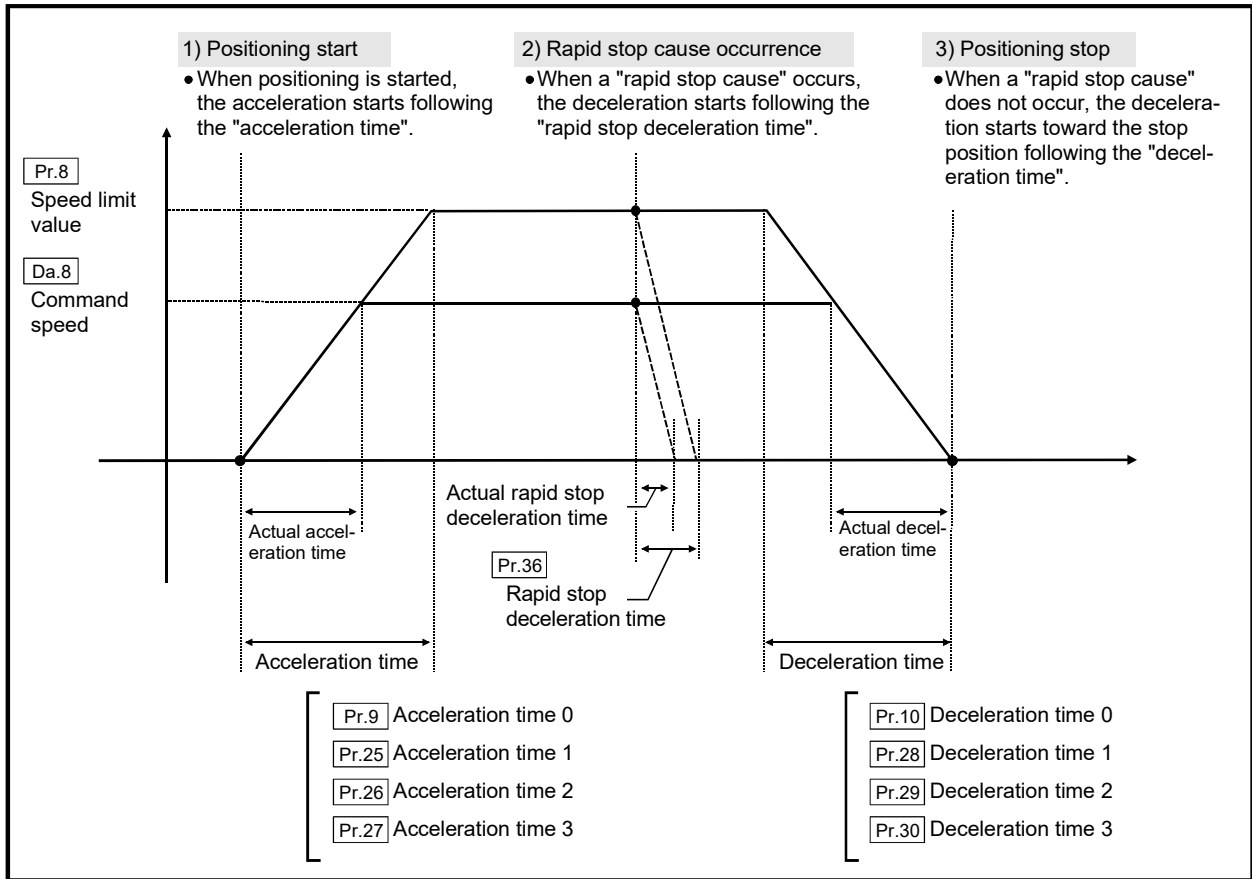 1) Positioning start
When positioning is started,
the acceleration starts following
the "acceleration time".
2) Rapid stop cause occurrence
When a "rapid stop cause" occurs,
the deceleration starts following the
"rapid stop deceleration time".
3) Positioning stop
When a "rapid stop cause"
does not occur, the decelera-
tion starts toward the stop
position following the "decel-
eration time".
Pr.8
Speed limit
value
Da.8
Command
speed
Actual accel-
eration time
Actual rapid stop
deceleration time
Actual decel-
eration time
Pr.36
Rapid stop
deceleration time
Acceleration time
Deceleration time
Pr.9 Acceleration time 0
Pr.25 Acceleration time 1
Pr.26 Acceleration time 2
Pr.27 Acceleration time 3
Pr.10 Deceleration time 0
Pr.28 Deceleration time 1
Pr.29 Deceleration time 2
Pr.30 Deceleration time 3